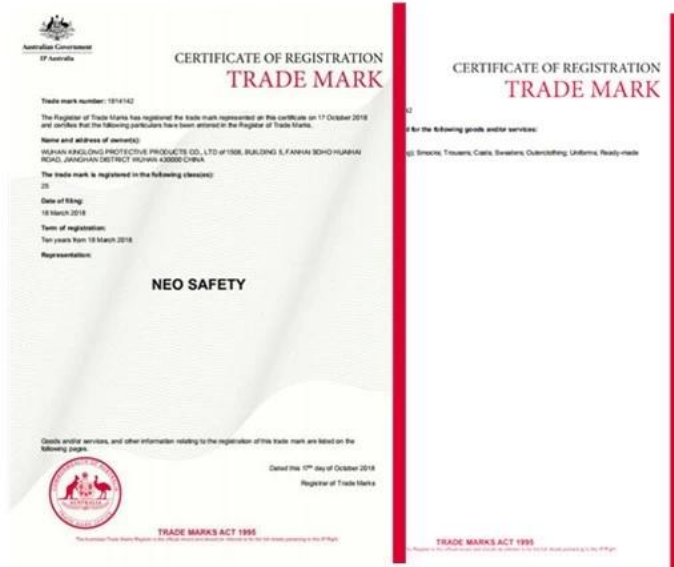 Australian Government
IP Australia
CERTIFICATE OF REGISTRATION
TRADE MARK
Trade mark number: 1914142
The Registrar of Trade Marks has registered the trade mark represented on this certificate on 17 October 2018
and certifies that the following particulars have been entered in the Register of Trade Marks.
Name and address of owner(s):
WUHAN KINGLONG PROTECTIVE PRODUCTS CO., LTD of 1508, BUILDING 5, FANHAI SOHO HUAIHAI
ROAD, JIANGHAN DISTRICT WUHAN 430000 CHINA
The trade mark is registered in the following class(es):
25
Date of filing:
18 March 2018
Term of registration:
Ten years from 18 March 2018
Representation:
NEO SAFETY
Goods and/or services, and other information relating to the registration of this trade mark are listed on the
following pages.
Dated this 17th day of October 2018
Registrar of Trade Marks
AUSTRALIA
TRADE MARKS ACT 1995
CERTIFICATE OF REGISTRATION
TRADE MARK
d for the following goods and/or services:
Smocks; Trousers; Coats; Sweaters; Outerclothing; Uniforms; Ready-made
TRADE MARKS ACT 1995